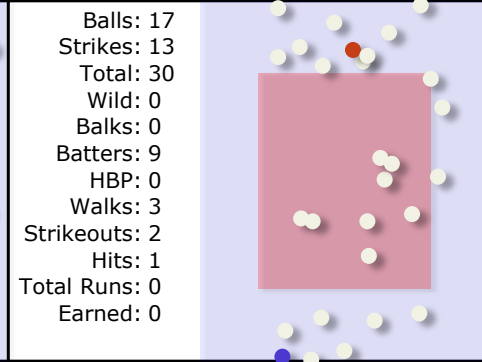 Balls: 17
Strikes: 13
Total: 30
Wild: 0
Balks: 0
Batters: 9
HBP: 0
Walks: 3
Strikeouts: 2
Hits: 1
Total Runs: 0
Earned: 0